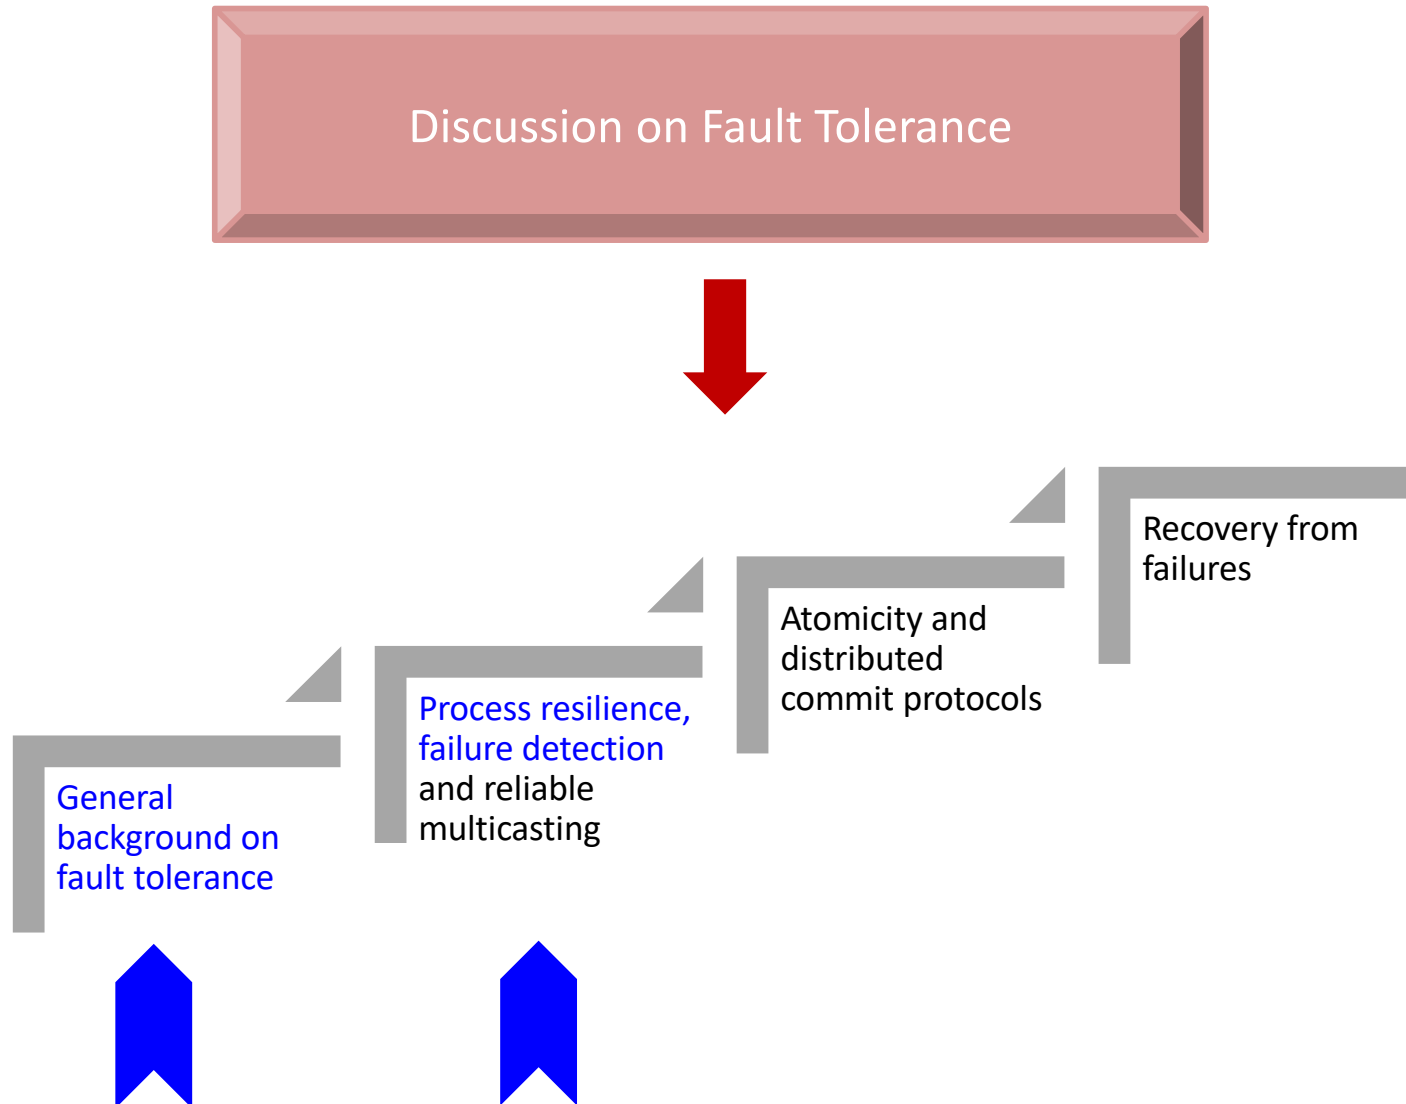 Discussion on Fault Tolerance
General
background on
fault tolerance
Process resilience,
failure detection
and reliable
multicasting
Atomicity and
distributed
commit protocols
Recovery from
failures